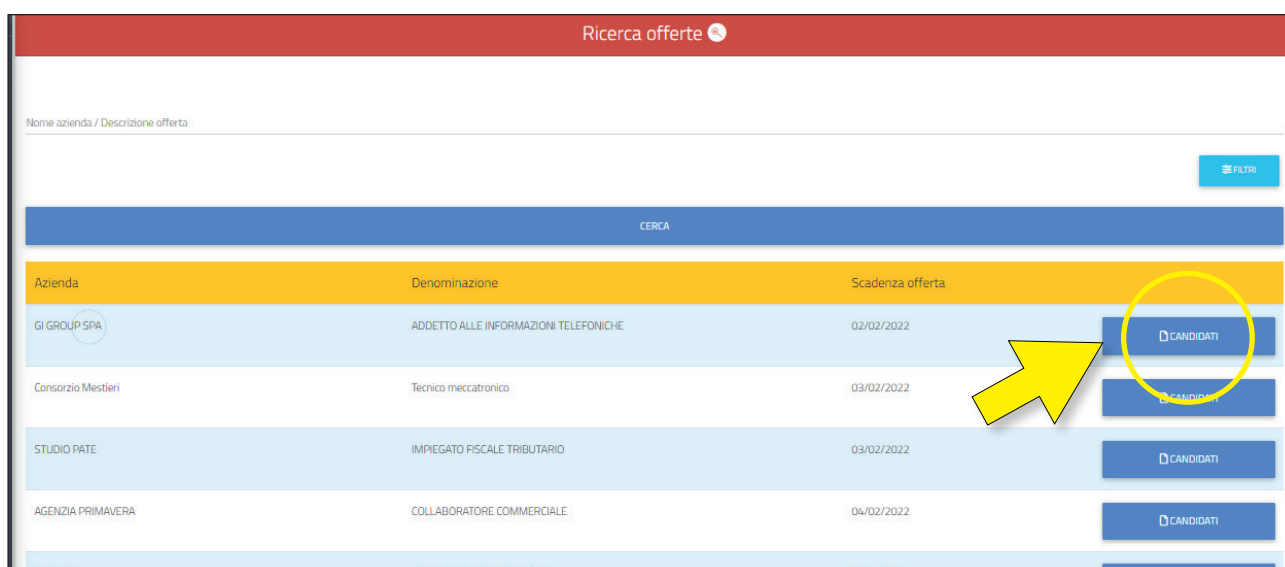 Ricerca offerte
Nome azienda / Descrizione offerta
FILTRI
CERCA
Azienda Denominazione Scadenza offerta
GI GROUP SPA ADDETTO ALLE INFORMAZIONI TELEFONICHE 02/02/2022 CANDIDATI
Consorzio Mestieri Tecnico meccatronico 03/02/2022 CANDIDATI
STUDIO PATE IMPIEGATO FISCALE TRIBUTARIO 03/02/2022 CANDIDATI
AGENZIA PRIMAVERA COLLABORATORE COMMERCIALE 04/02/2022 CANDIDATI